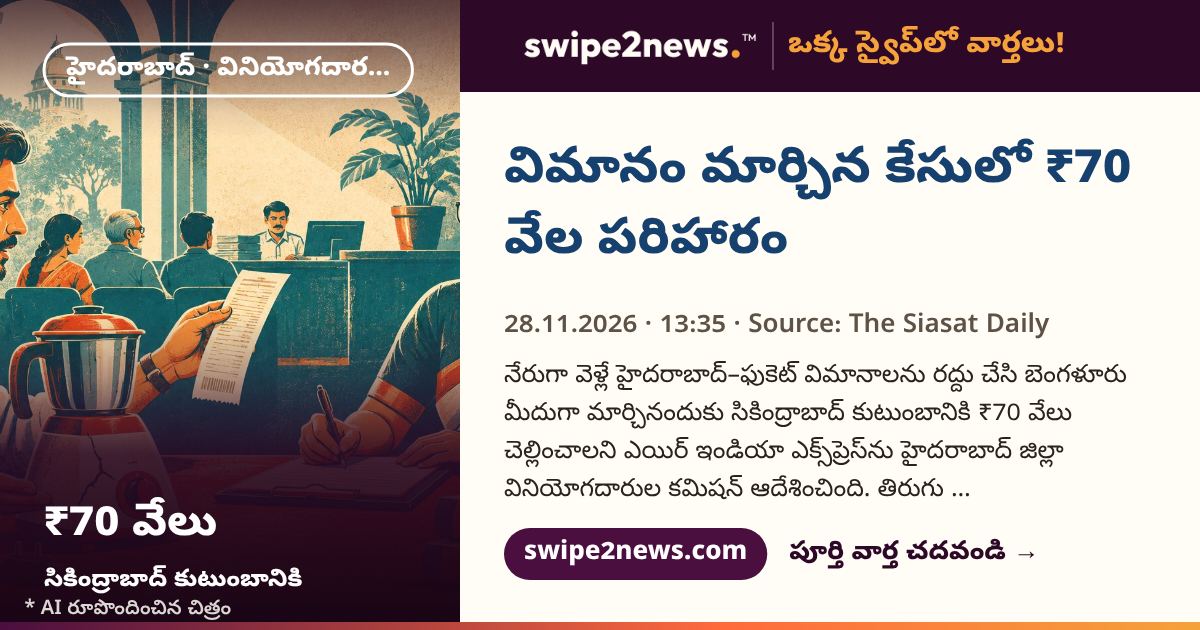 హైదరాబాద్ · వినియోగదార...
swipe2news.™
ఒక్క స్వైప్‌లో వార్తలు!
విమానం మార్చిన కేసులో ₹70
వేల పరిహారం
28.11.2026 · 13:35 · Source: The Siasat Daily
నేరుగా వెళ్లే హైదరాబాద్–ఫుకెట్ విమానాలను రద్దు చేసి బెంగళూరు
మీదుగా మార్చినందుకు సికింద్రాబాద్ కుటుంబానికి ₹70 వేలు
చెల్లించాలని ఎయిర్ ఇండియా ఎక్స్‌ప్రెస్‌ను హైదరాబాద్ జిల్లా
వినియోగదారుల కమిషన్ ఆదేశించింది. తిరుగు ...
₹70 వేలు
సికింద్రాబాద్ కుటుంబానికి
* AI రూపొందించిన చిత్రం
swipe2news.com
పూర్తి వార్త చదవండి →